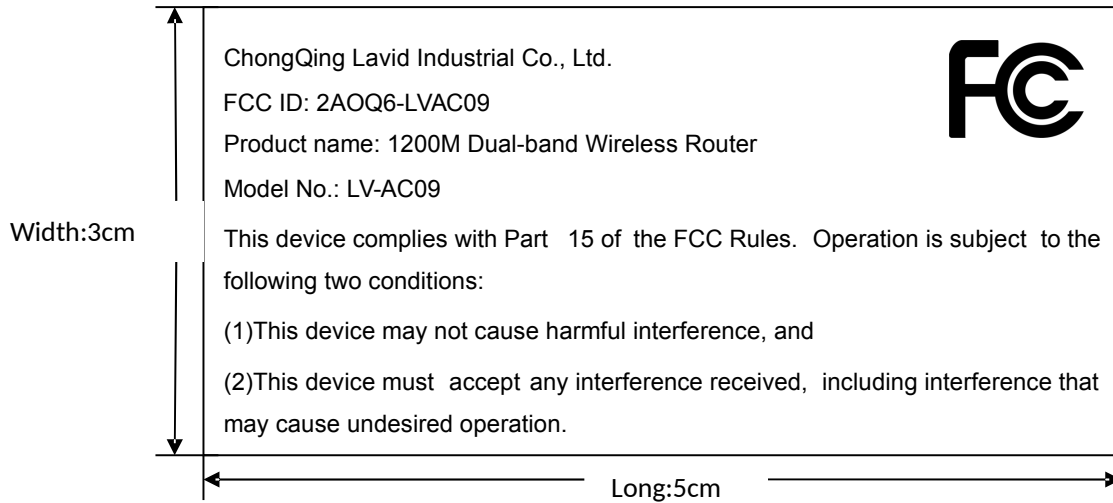 ChongQing Lavid Industrial Co., Ltd.
FCC
FCC ID: 2AOQ6-LVAC09
Product name: 1200M Dual-band Wireless Router
Model No.: LV-AC09
Width:3cm
This device complies with Part 15 of the FCC Rules. Operation is subject to the
following two conditions:
(1)This device may not cause harmful interference, and
(2)This device must accept any interference received, including interference that
may cause undesired operation.
Long:5cm